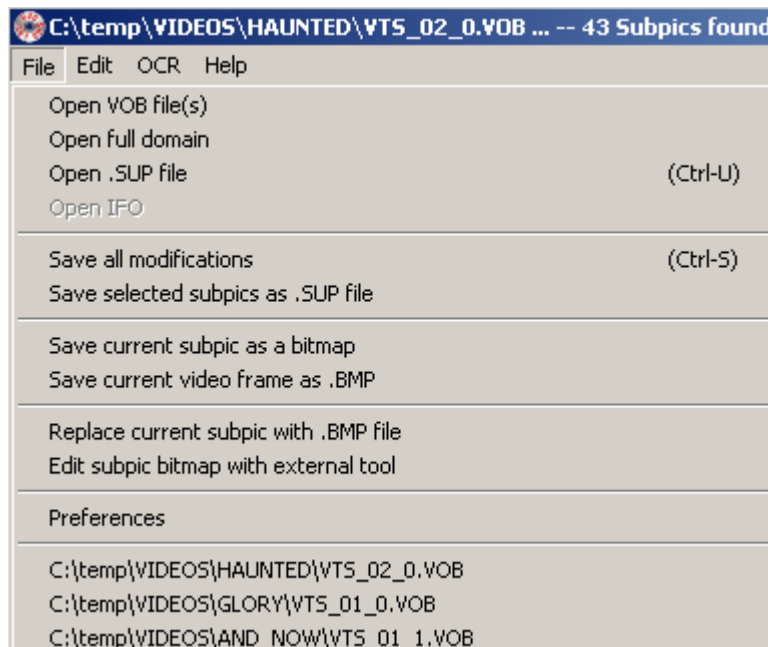 C:\temp\VIDEOS\HAUNTED\VTS_02_0.VOB ... -- 43 Subpics found
File Edit OCR Help
Open VOB file(s)
Open full domain
Open .SUP file (Ctrl-U)
Open IFO
Save all modifications (Ctrl-S)
Save selected subpics as .SUP file
Save current subpic as a bitmap
Save current video frame as .BMP
Replace current subpic with .BMP file
Edit subpic bitmap with external tool
Preferences
C:\temp\VIDEOS\HAUNTED\VTS_02_0.VOB
C:\temp\VIDEOS\GLORY\VTS_01_0.VOB
C:\temp\VIDEOS\AND_NOW\VTS_01_1.VOB